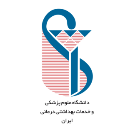 دانشگاه علوم پزشکی
و خدمات بهداشتی درمانی
ایران